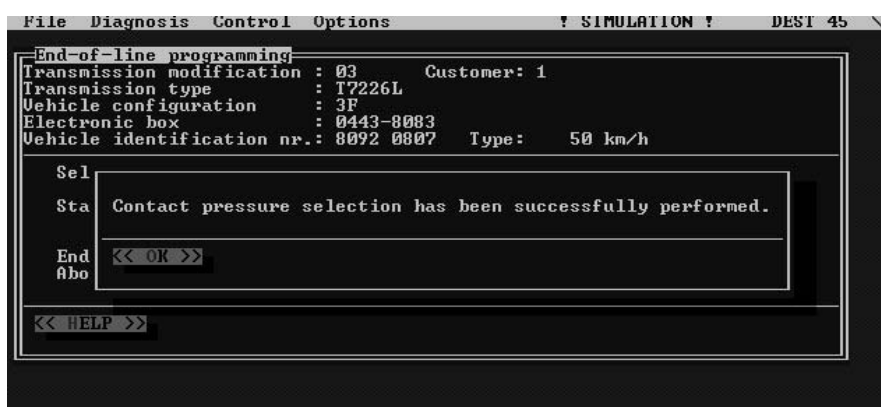 File Diagnosis Control Options ! SIMULATION ! DEST 45
End-of-line programming
Transmission modification : 03 Customer: 1
Transmission type : T7226L
Vehicle configuration : 3F
Electronic box : 0443-8083
Vehicle identification nr.: 8092 0807 Type: 50 km/h
Sel
Sta
Contact pressure selection has been successfully performed.
End
<< OK >>
Abo
<< HELP >>